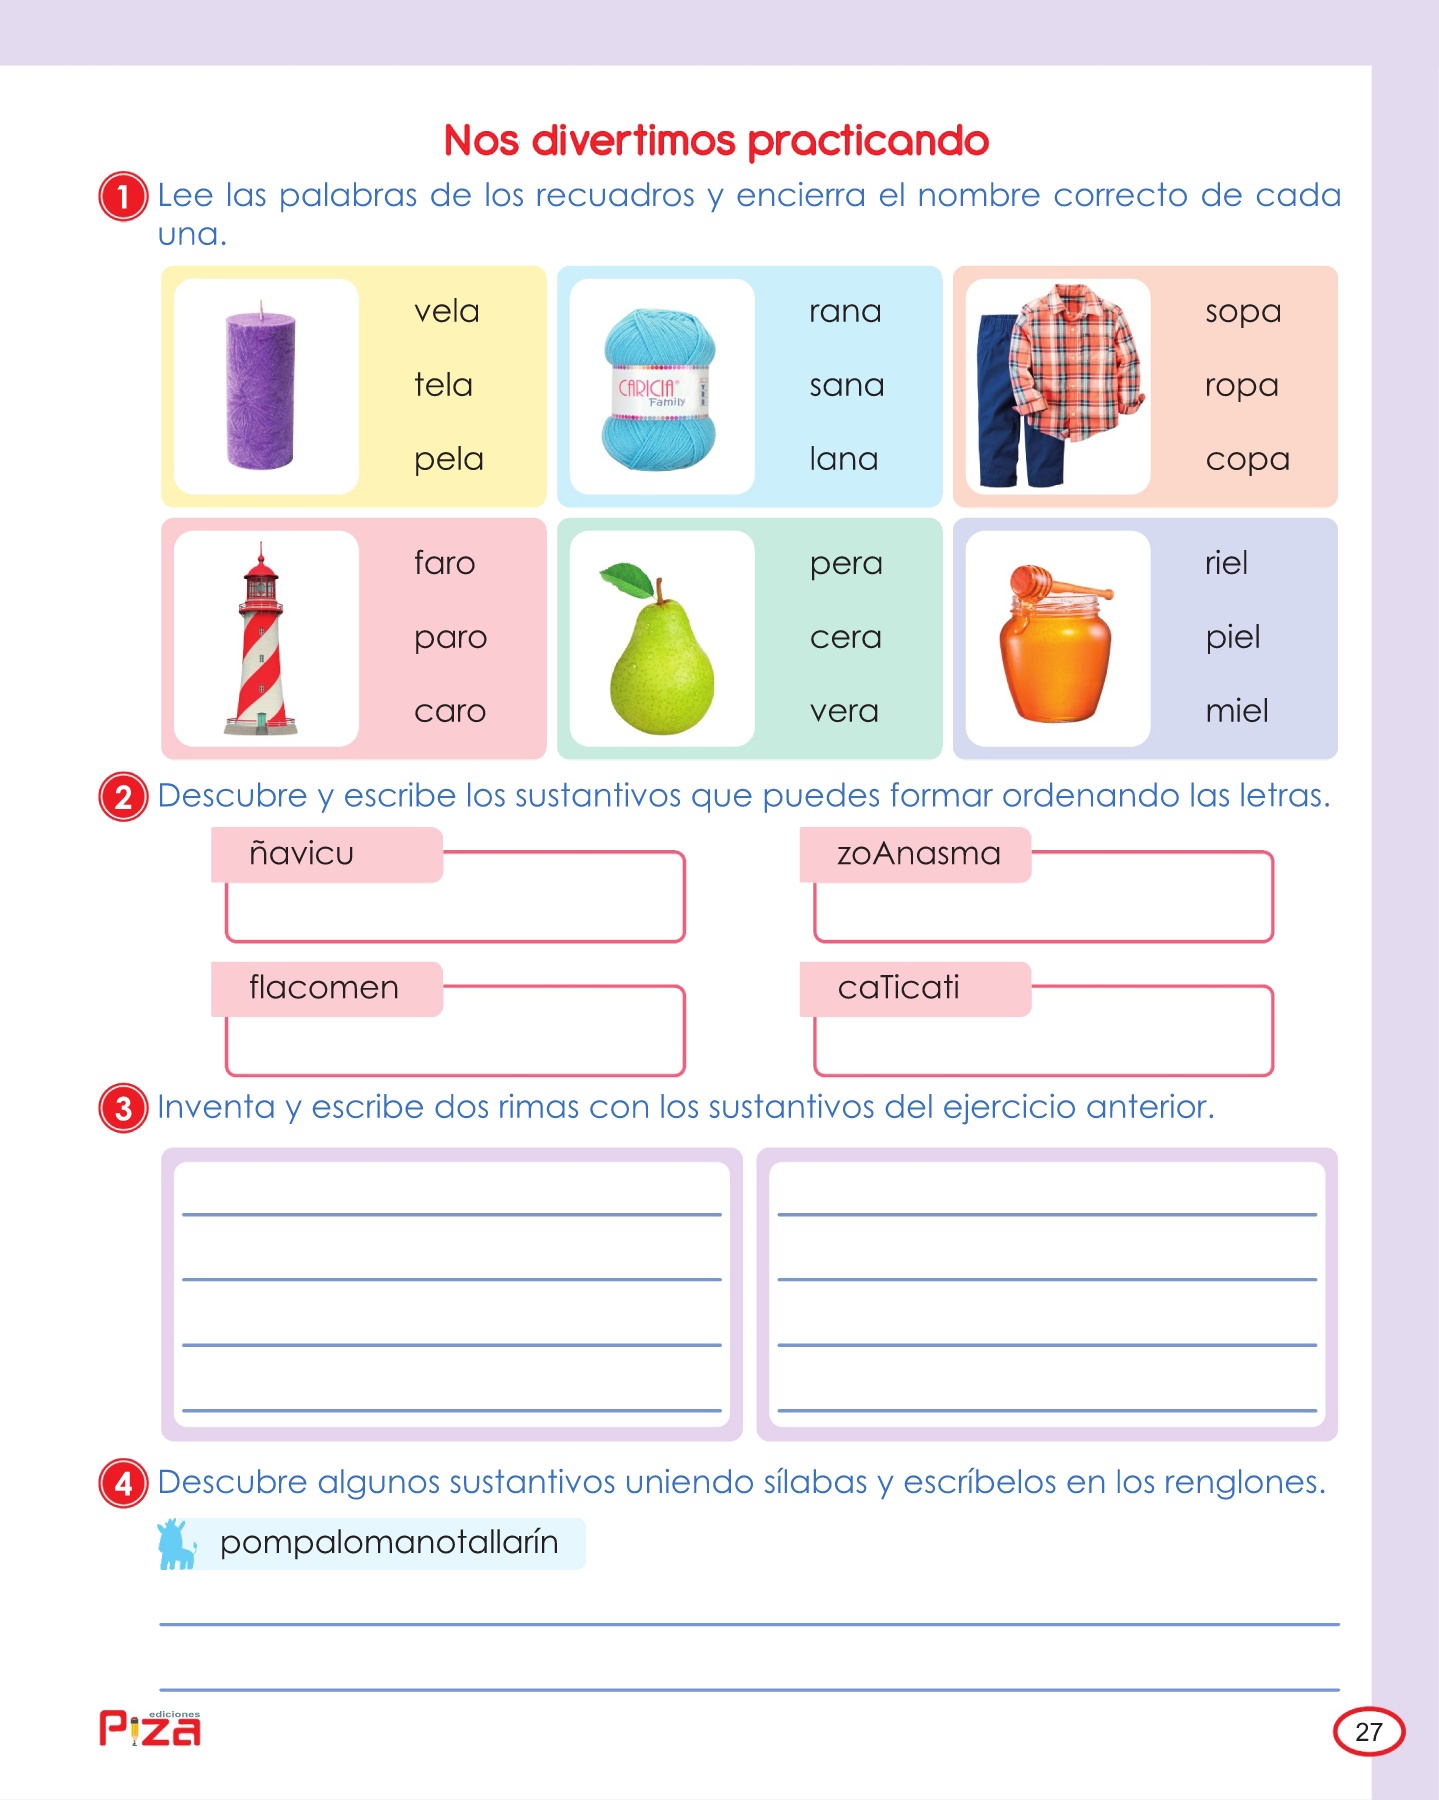 Nos divertimos practicando
1 Lee las palabras de los recuadros y encierra el nombre correcto de cada
una.
vela
tela
pela
CARICIA®
Family
rana
sana
lana
sopa
ropa
copa
faro
paro
caro
pera
cera
vera
riel
piel
miel
2 Descubre y escribe los sustantivos que puedes formar ordenando las letras.
ñavicu
zoAnasma
flacomen
caTicati
3 Inventa y escribe dos rimas con los sustantivos del ejercicio anterior.
4 Descubre algunos sustantivos uniendo sílabas y escríbelos en los renglones.
pompalomanotallarín
ediciones
Piza
27